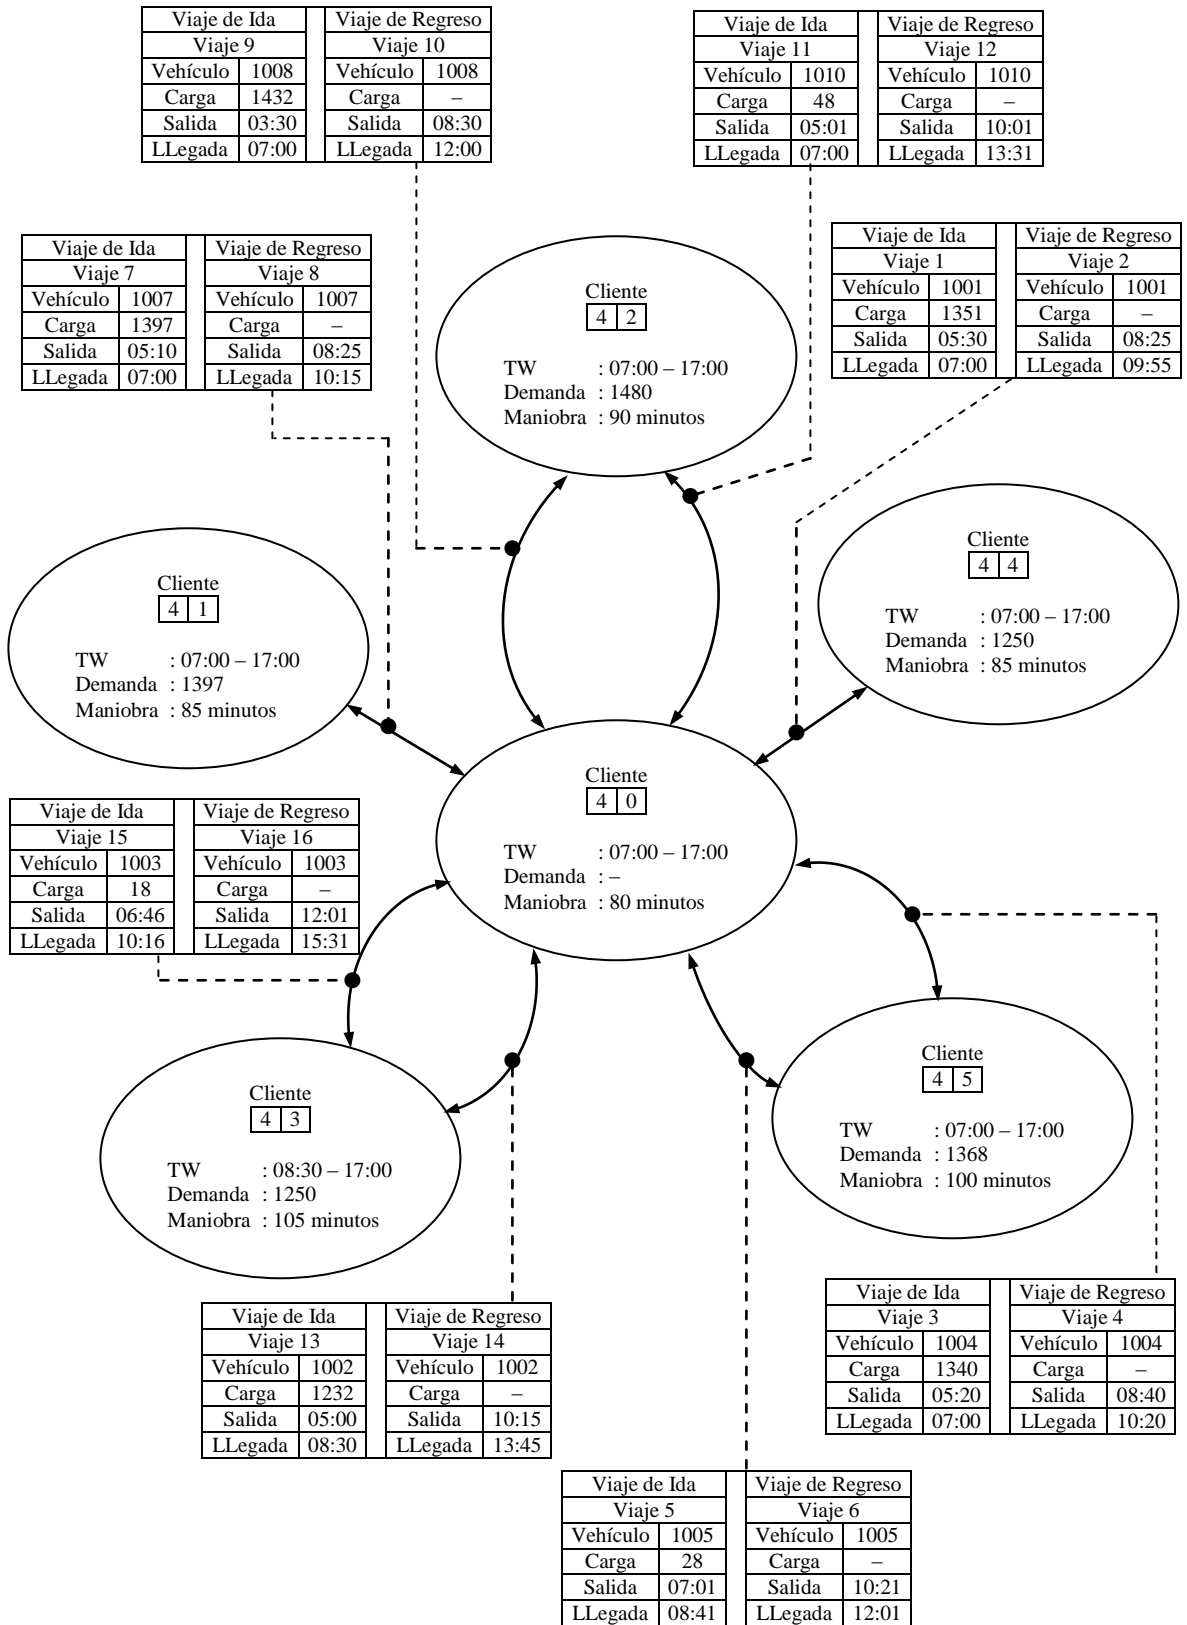 Viaje de Ida Viaje de Regreso
Viaje 9 Viaje 10
Vehículo 1008 Vehículo 1008
Carga 1432 Carga –
Salida 03:30 Salida 08:30
LLegada 07:00 LLegada 12:00
Viaje de Ida Viaje de Regreso
Viaje 11 Viaje 12
Vehículo 1010 Vehículo 1010
Carga 48 Carga –
Salida 05:01 Salida 10:01
LLegada 07:00 LLegada 13:31
Viaje de Ida Viaje de Regreso
Viaje 7 Viaje 8
Vehículo 1007 Vehículo 1007
Carga 1397 Carga –
Salida 05:10 Salida 08:25
LLegada 07:00 LLegada 10:15
Viaje de Ida Viaje de Regreso
Viaje 1 Viaje 2
Vehículo 1001 Vehículo 1001
Carga 1351 Carga –
Salida 05:30 Salida 08:25
LLegada 07:00 LLegada 09:55
Cliente
4 2
TW : 07:00 – 17:00
Demanda : 1480
Maniobra : 90 minutos
Cliente
4 4
TW : 07:00 – 17:00
Demanda : 1250
Maniobra : 85 minutos
Cliente
4 1
TW : 07:00 – 17:00
Demanda : 1397
Maniobra : 85 minutos
Cliente
4 0
TW : 07:00 – 17:00
Demanda : –
Maniobra : 80 minutos
Viaje de Ida Viaje de Regreso
Viaje 15 Viaje 16
Vehículo 1003 Vehículo 1003
Carga 18 Carga –
Salida 06:46 Salida 12:01
LLegada 10:16 LLegada 15:31
Cliente
4 3
TW : 08:30 – 17:00
Demanda : 1250
Maniobra : 105 minutos
Cliente
4 5
TW : 07:00 – 17:00
Demanda : 1368
Maniobra : 100 minutos
Viaje de Ida Viaje de Regreso
Viaje 13 Viaje 14
Vehículo 1002 Vehículo 1002
Carga 1232 Carga –
Salida 05:00 Salida 10:15
LLegada 08:30 LLegada 13:45
Viaje de Ida Viaje de Regreso
Viaje 3 Viaje 4
Vehículo 1004 Vehículo 1004
Carga 1340 Carga –
Salida 05:20 Salida 08:40
LLegada 07:00 LLegada 10:20
Viaje de Ida Viaje de Regreso
Viaje 5 Viaje 6
Vehículo 1005 Vehículo 1005
Carga 28 Carga –
Salida 07:01 Salida 10:21
LLegada 08:41 LLegada 12:01